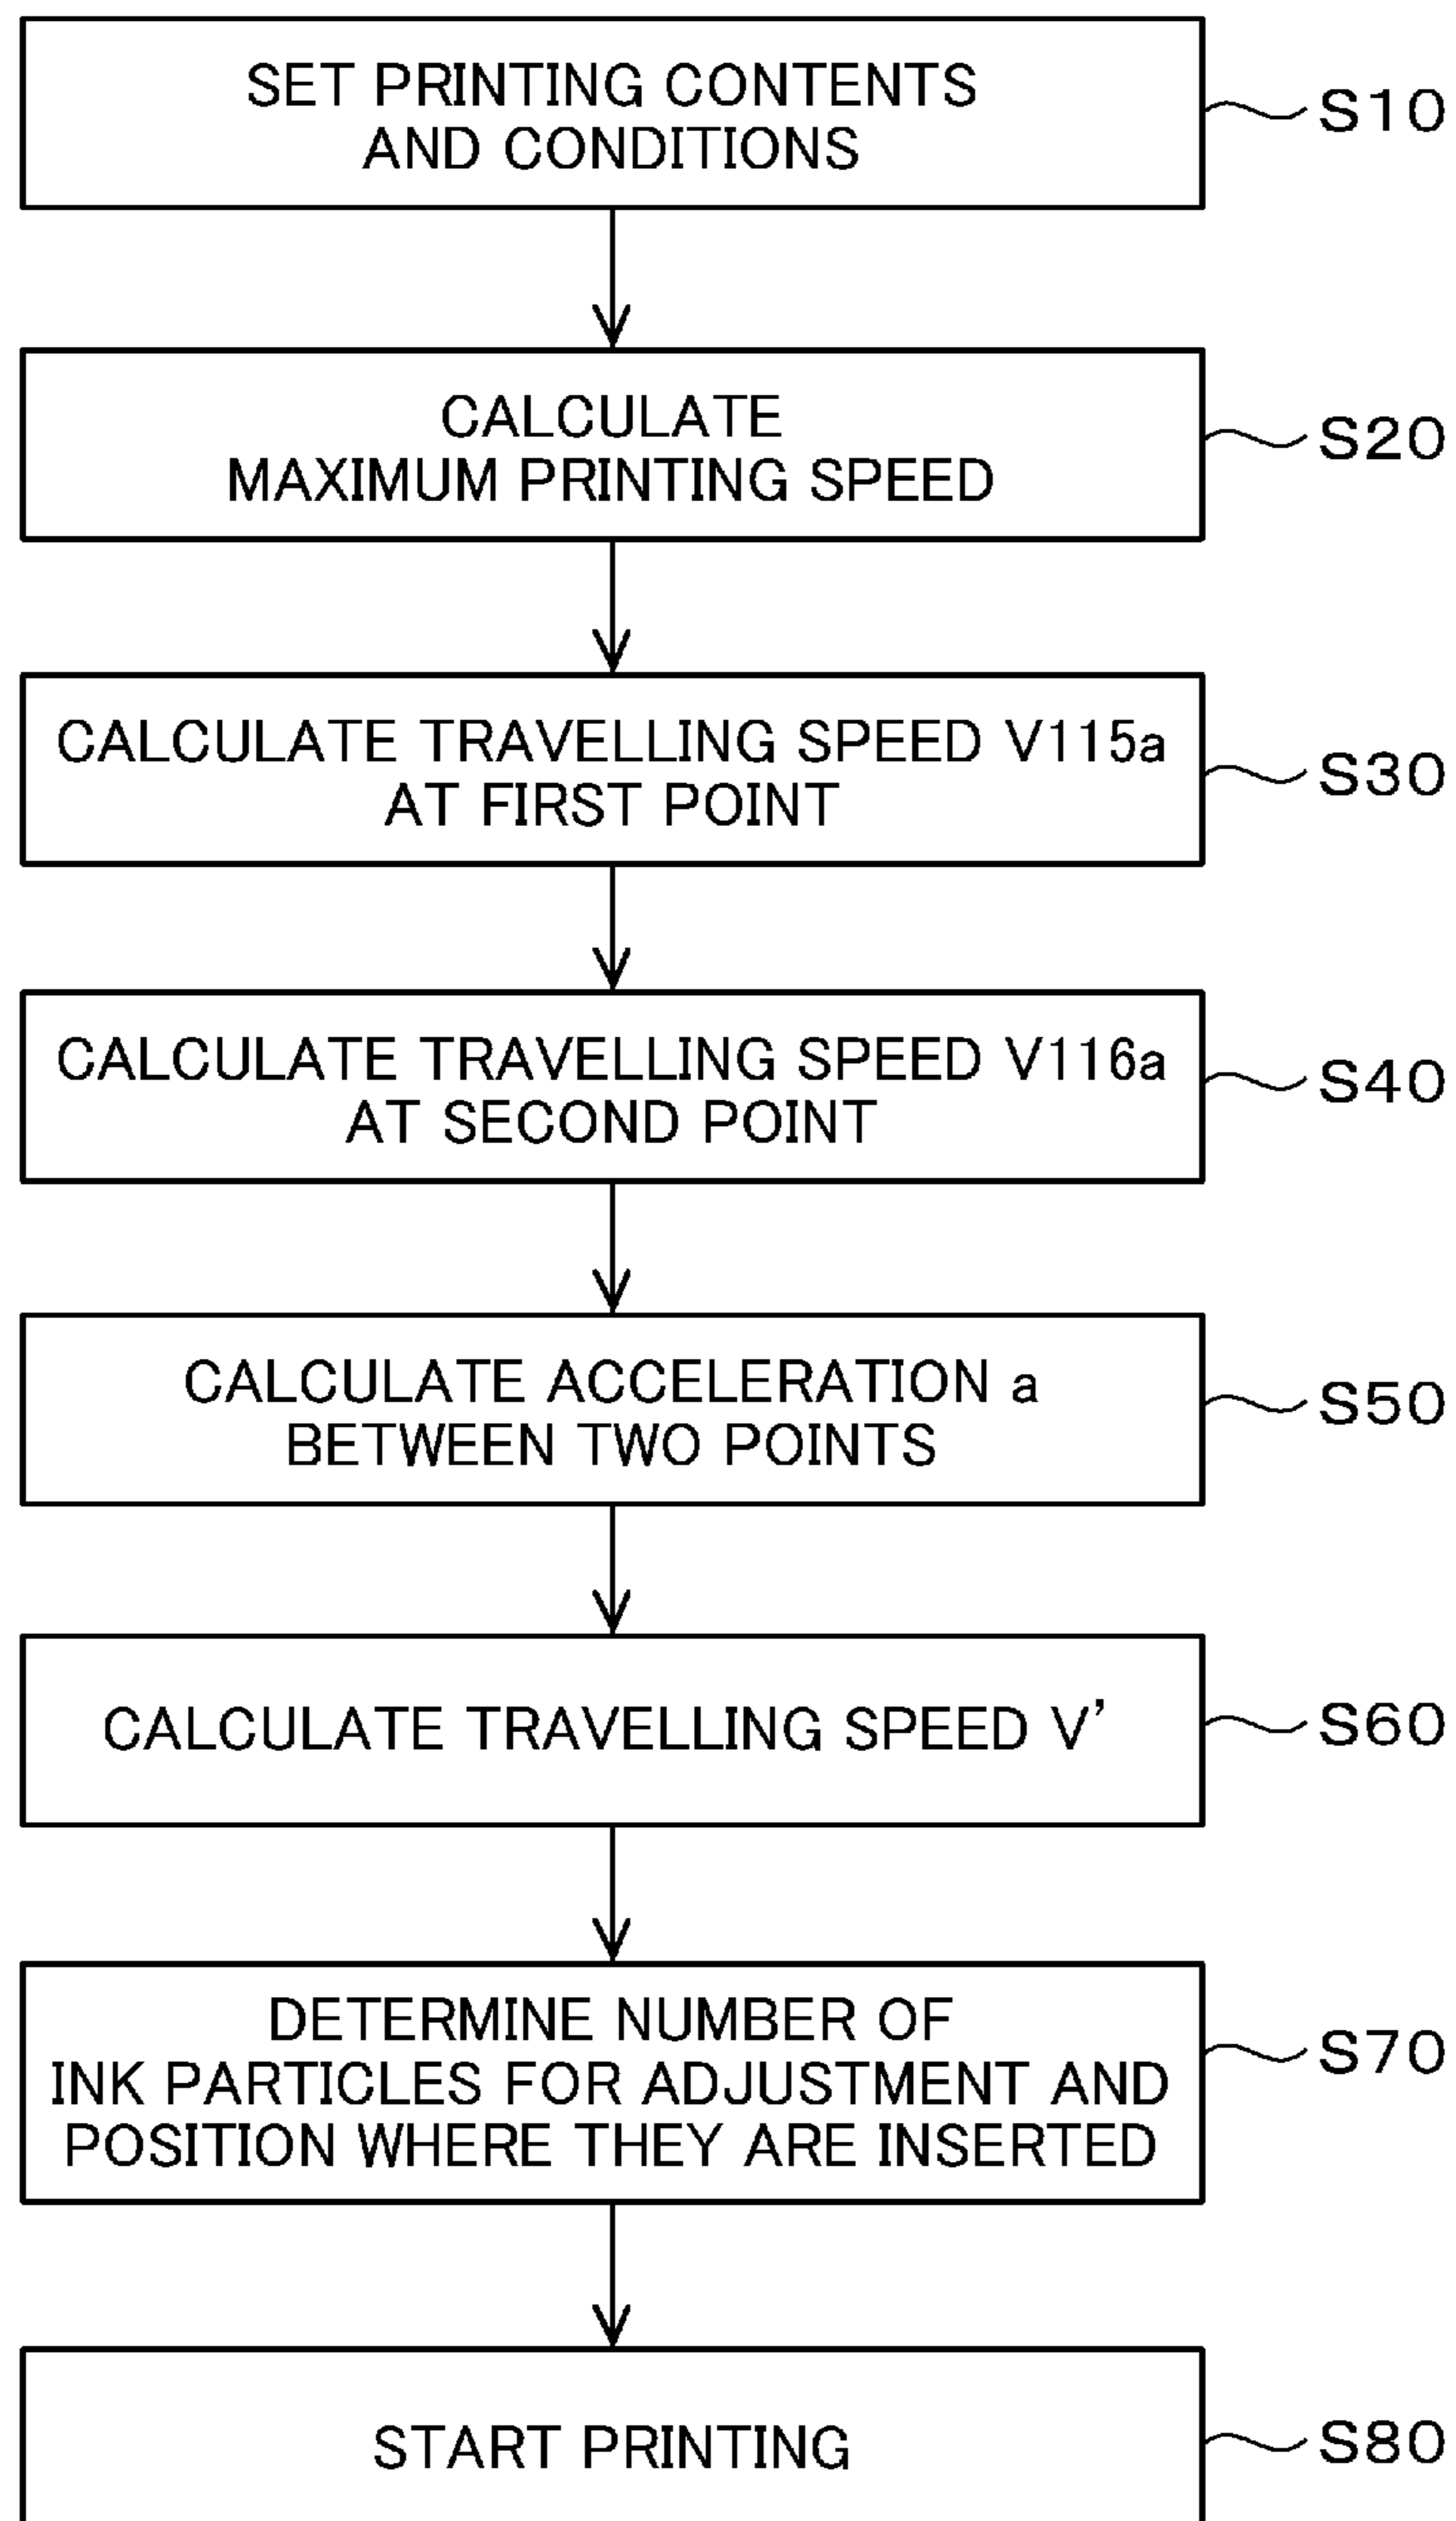 SET PRINTING CONTENTS
AND CONDITIONS
S10
CALCULATE
MAXIMUM PRINTING SPEED
S20
CALCULATE TRAVELLING SPEED V115a
AT FIRST POINT
S30
CALCULATE TRAVELLING SPEED V116a
AT SECOND POINT
S40
CALCULATE ACCELERATION a
BETWEEN TWO POINTS
S50
CALCULATE TRAVELLING SPEED V’
S60
DETERMINE NUMBER OF
INK PARTICLES FOR ADJUSTMENT AND
POSITION WHERE THEY ARE INSERTED
S70
START PRINTING
S80